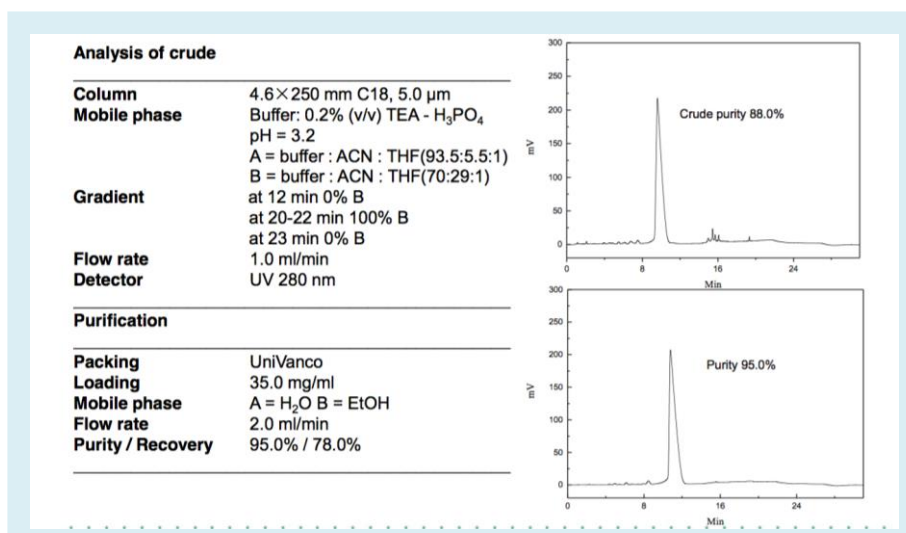 Analysis of crude
Column 4.6×250 mm C18, 5.0 µm
Mobile phase Buffer: 0.2% (v/v) TEA - H₃PO₄
pH = 3.2
A = buffer : ACN : THF(93.5:5.5:1)
B = buffer : ACN : THF(70:29:1)
Gradient at 12 min 0% B
at 20-22 min 100% B
at 23 min 0% B
Flow rate 1.0 ml/min
Detector UV 280 nm
Purification
Packing UniVanco
Loading 35.0 mg/ml
Mobile phase A = H₂O B = EtOH
Flow rate 2.0 ml/min
Purity / Recovery 95.0% / 78.0%
300
250
200
150
100
50
0
mV
Crude purity 88.0%
0 8 16 24
Min
300
250
200
150
100
50
0
mV
Purity 95.0%
0 8 16 24
Min